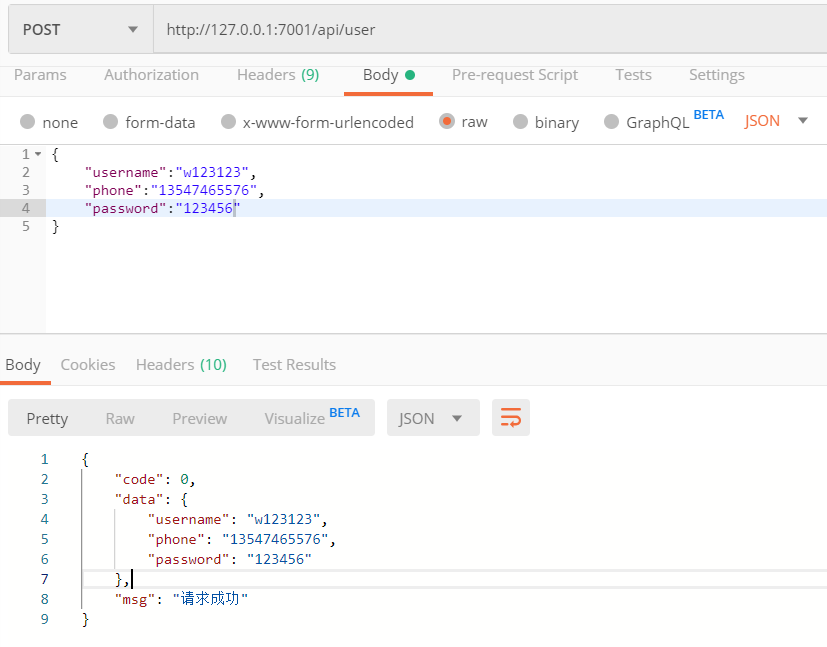 POST http://127.0.0.1:7001/api/user
Params Authorization Headers (9) Body Pre-request Script Tests Settings
none form-data x-www-form-urlencoded raw binary GraphQL BETA JSON
1 {
2 "username":"w123123",
3 "phone":"13547465576",
4 "password":"123456"
5 }
Body Cookies Headers (10) Test Results
Pretty Raw Preview Visualize BETA JSON
1 {
2 "code": 0,
3 "data": {
4 "username": "w123123",
5 "phone": "13547465576",
6 "password": "123456"
7 },
8 "msg": "请求成功"
9 }